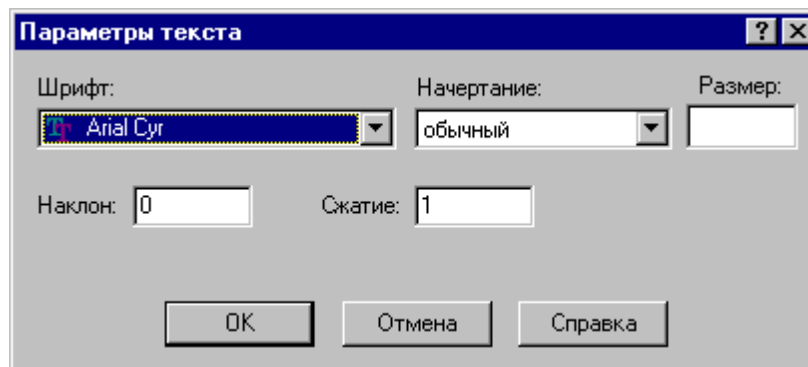 Параметры текста
Шрифт: Начертание: Размер:
Arial Cyr обычный
Наклон: 0 Сжатие: 1
OK Отмена Справка